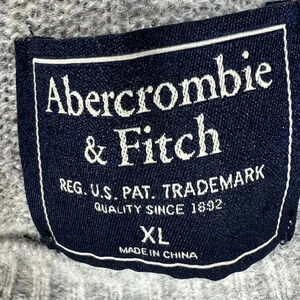 Abercrombie
& Fitch
REG. U.S. PAT. TRADEMARK
QUALITY SINCE 1892
XL
MADE IN CHINA